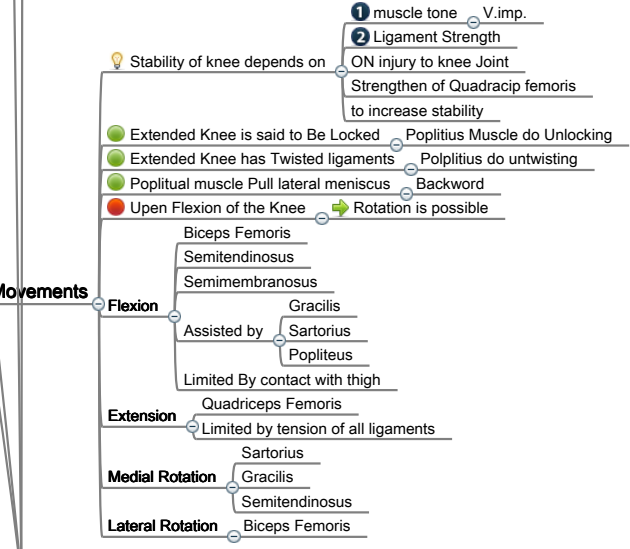 1 muscle tone V.imp.
2 Ligament Strength
Stability of knee depends on
ON injury to knee Joint
Strengthen of Quadracip femoris
to increase stability
Extended Knee is said to Be Locked Poplitius Muscle do Unlocking
Extended Knee has Twisted ligaments Polplitius do untwisting
Poplitual muscle Pull lateral meniscus Backword
Upen Flexion of the Knee Rotation is possible
Movements
Flexion
Biceps Femoris
Semitendinosus
Semimembranosus
Assisted by
Gracilis
Sartorius
Popliteus
Limited By contact with thigh
Extension
Quadriceps Femoris
Limited by tension of all ligaments
Medial Rotation
Sartorius
Gracilis
Semitendinosus
Lateral Rotation Biceps Femoris